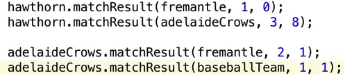 hawthorn.matchResult(fremantle, 1, 0);
hawthorn.matchResult(adelaideCrows, 3, 8);
adelaideCrows.matchResult(fremantle, 2, 1);
adelaideCrows.matchResult(baseballTeam, 1, 1);